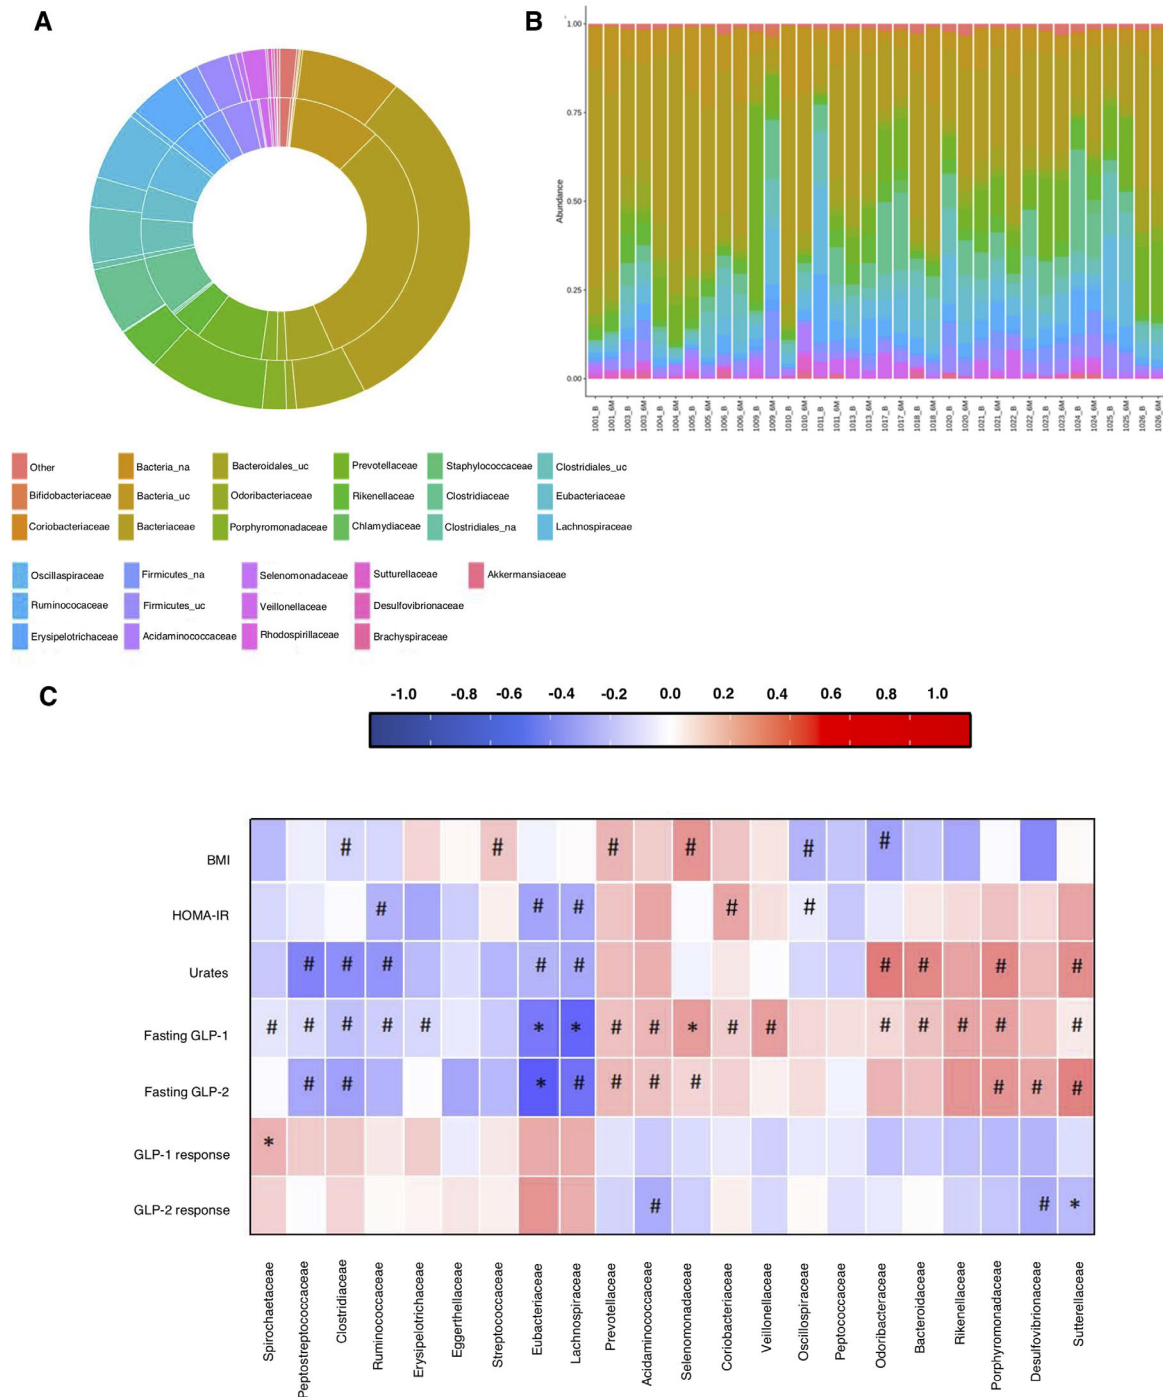 A
B
1.00
0.75
0.50
0.25
0.00
Abundance
1001_B 1001_6M 1003_B 1003_6M 1004_B 1004_6M 1005_B 1005_6M 1006_B 1006_6M 1009_B 1009_6M 1010_B 1010_6M 1011_B 1011_6M 1013_B 1013_6M 1017_B 1017_6M 1018_B 1018_6M 1020_B 1020_6M 1021_B 1021_6M 1022_B 1022_6M 1023_B 1023_6M 1024_B 1024_6M 1025_B 1025_6M 1026_B 1026_6M
Other Bacteria_na Bacteroidales_uc Prevotellaceae Staphylococcaceae Clostridiales_uc
Bifidobacteriaceae Bacteria_uc Odoribacteriaceae Rikenellaceae Clostridiaceae Eubacteriaceae
Coriobacteriaceae Bacteriaceae Porphyromonadaceae Chlamydiaceae Clostridiales_na Lachnospiraceae
Oscillaspiraceae Firmicutes_na Selenomonadaceae Sutturellaceae Akkermansiaceae
Ruminococaceae Firmicutes_uc Veillonellaceae Desulfovibrionaceae
Erysipelotrichaceae Acidaminococcaceae Rhodospirillaceae Brachyspiraceae
C
-1.0 -0.8 -0.6 -0.4 -0.2 0.0 0.2 0.4 0.6 0.8 1.0
BMI # # # # # #
HOMA-IR # # # # #
Urates # # # # # # # # #
Fasting GLP-1 # # # # # * * # # * # # # # # # #
Fasting GLP-2 # # * # # # # # # #
GLP-1 response *
GLP-2 response # # *
Spirochaetaceae Peptostreptococcaceae Clostridiaceae Ruminococcaceae Erysipelotrichaceae Eggerthellaceae Streptococcaceae Eubacteriaceae Lachnospiraceae Prevotellaceae Acidaminococcaceae Selenomonadaceae Coriobacteriaceae Veillonellaceae Oscillospiraceae Peptococcaceae Odoribacteraceae Bacteroidaceae Rikenellaceae Porphyromonadaceae Desulfovibrionaceae Sutterellaceae